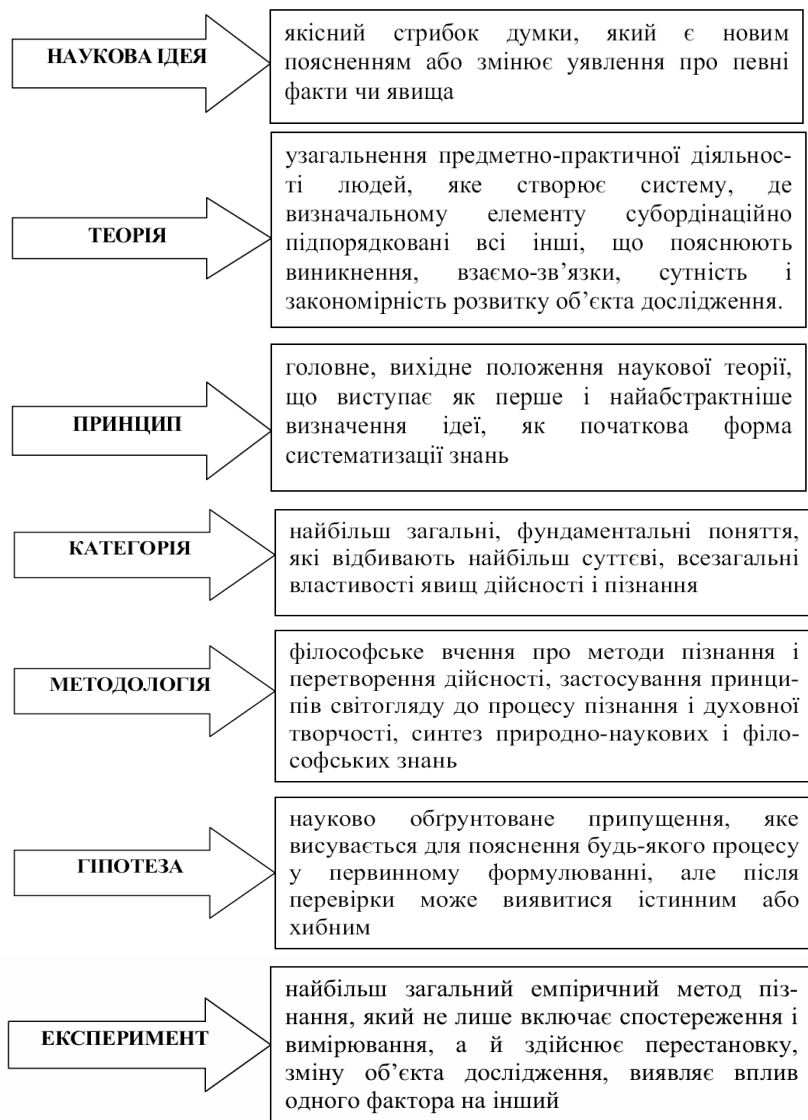 НАУКОВА ІДЕЯ
якісний стрибок думки, який є новим
поясненням або змінює уявлення про певні
факти чи явища
ТЕОРІЯ
узагальнення предметно-практичної діяльнос-
ті людей, яке створює систему, де
визначальному елементу субордінаційно
підпорядковані всі інші, що пояснюють
виникнення, взаємо-зв’язки, сутність і
закономірність розвитку об’єкта дослідження.
ПРИНЦИП
головне, вихідне положення наукової теорії,
що виступає як перше і найабстрактніше
визначення ідеї, як початкова форма
систематизації знань
КАТЕГОРІЯ
найбільш загальні, фундаментальні поняття,
які відбивають найбільш суттєві, всезагальні
властивості явищ дійсності і пізнання
МЕТОДОЛОГІЯ
філософське вчення про методи пізнання і
перетворення дійсності, застосування принци-
пів світогляду до процесу пізнання і духовної
творчості, синтез природно-наукових і філо-
софських знань
ГІПОТЕЗА
науково обґрунтоване припущення, яке
висувається для пояснення будь-якого процесу
у первинному формулюванні, але після
перевірки може виявитися істинним або
хибним
ЕКСПЕРИМЕНТ
найбільш загальний емпіричний метод піз-
нання, який не лише включає спостереження і
вимірювання, а й здійснює перестановку,
зміну об’єкта дослідження, виявляє вплив
одного фактора на інший